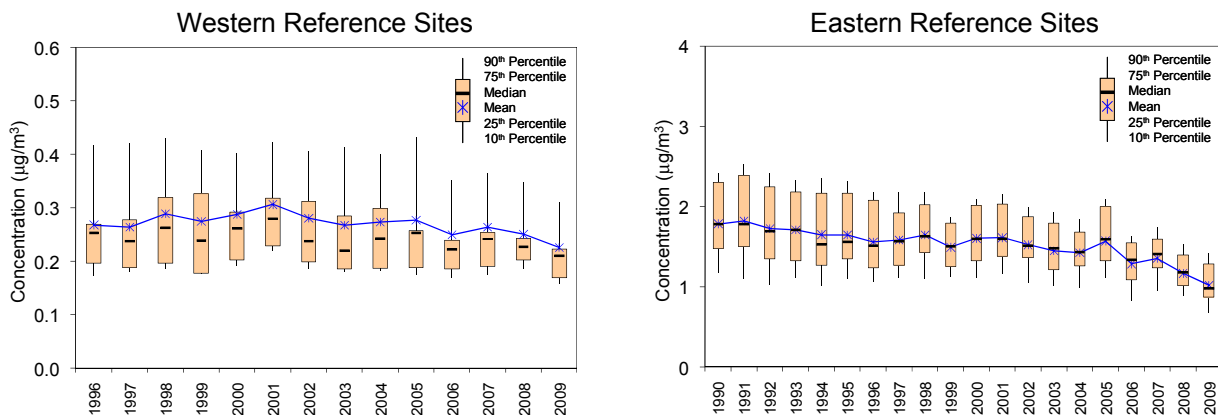 Western Reference Sites
Concentration (µg/m³)
0.6
0.5
0.4
0.3
0.2
0.1
0.0
90th Percentile
75th Percentile
Median
Mean
25th Percentile
10th Percentile
1996 1997 1998 1999 2000 2001 2002 2003 2004 2005 2006 2007 2008 2009
Eastern Reference Sites
Concentration (µg/m³)
4
3
2
1
0
90th Percentile
75th Percentile
Median
Mean
25th Percentile
10th Percentile
1990 1991 1992 1993 1994 1995 1996 1997 1998 1999 2000 2001 2002 2003 2004 2005 2006 2007 2008 2009